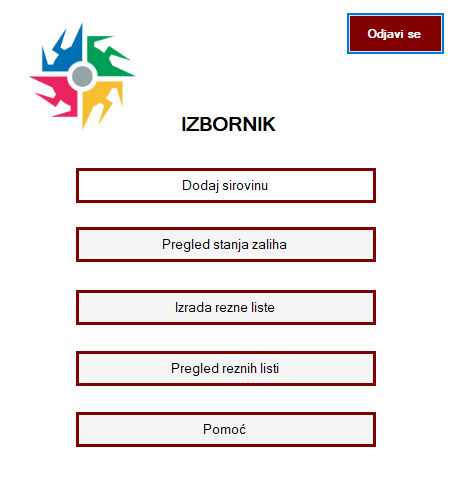 Odjavi se
IZBORNIK
Dodaj sirovinu
Pregled stanja zaliha
Izrada rezne liste
Pregled reznih listi
Pomoć